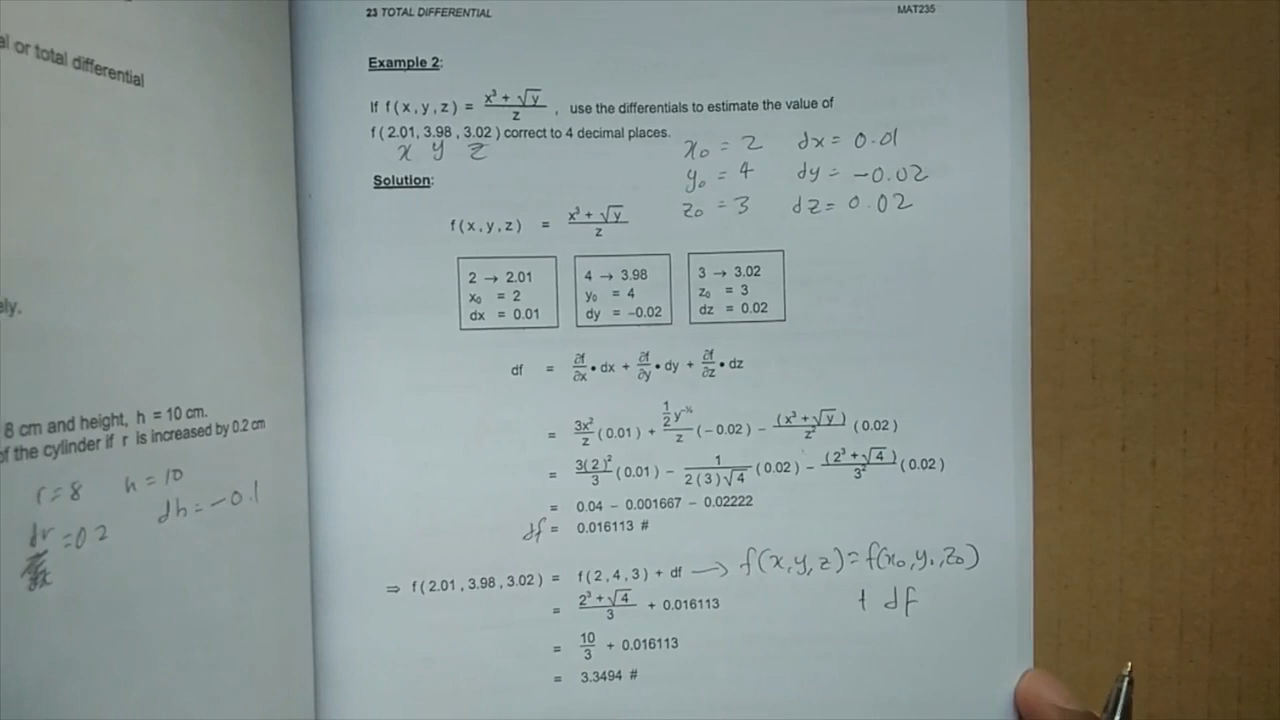 al or total differential
ely.
8 cm and height, h = 10 cm.
of the cylinder if r is increased by 0.2 cm
r = 8 h = 10
dr = 0 2 dh = -0.1
23 TOTAL DIFFERENTIAL MAT235
Example 2:
If f ( x , y , z ) = (x³ + √y)/z , use the differentials to estimate the value of
f ( 2.01, 3.98 , 3.02 ) correct to 4 decimal places.
x y z
x₀ = 2 dx = 0.01
y₀ = 4 dy = -0.02
z₀ = 3 dz = 0.02
Solution:
f ( x , y , z ) = (x³ + √y)/z
2 → 2.01
x₀ = 2
dx = 0.01
4 → 3.98
y₀ = 4
dy = −0.02
3 → 3.02
z₀ = 3
dz = 0.02
df = ∂f/∂x • dx + ∂f/∂y • dy + ∂f/∂z • dz
= 3x²/z (0.01) + (1/2 y^-½)/z (−0.02) − (x³ + √y)/z² (0.02)
= 3(2)²/3 (0.01) − 1/(2(3)√4) (0.02) − (2³ + √4)/3² (0.02)
= 0.04 − 0.001667 − 0.02222
df = 0.016113 #
⇒ f ( 2.01 , 3.98 , 3.02 ) = f ( 2 , 4 , 3 ) + df → f(x,y,z) = f(x₀,y₀,z₀)
+ df
= (2³ + √4)/3 + 0.016113
= 10/3 + 0.016113
= 3.3494 #